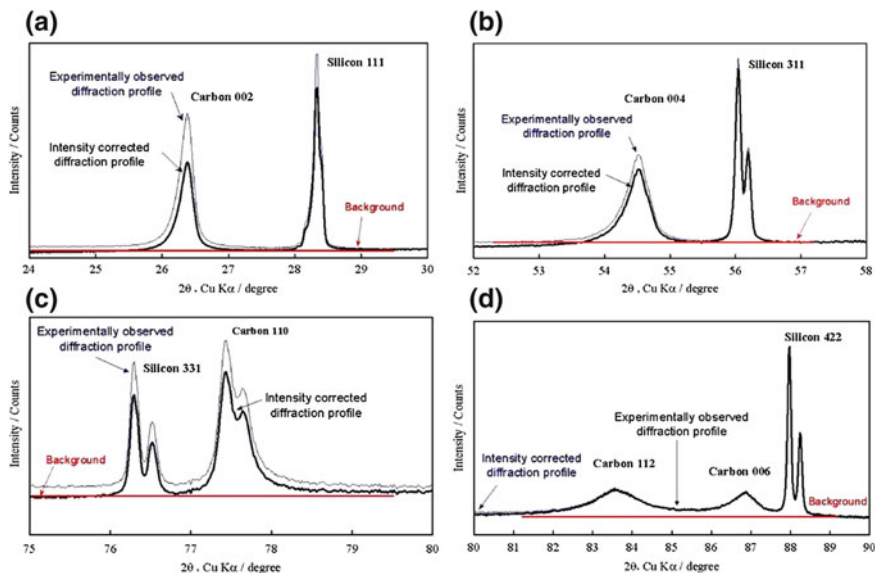 (a)
Intensity / Counts
Experimentally observed
diffraction profile
Carbon 002
Silicon 111
Intensity corrected
diffraction profile
Background
24 25 26 27 28 29 30
2θ , Cu Kα / degree
(b)
Intensity / Counts
Silicon 311
Carbon 004
Experimentally observed
diffraction profile
Intensity corrected
diffraction profile
Background
52 53 54 55 56 57 58
2θ , Cu Kα / degree
(c)
Intensity / Counts
Experimentally observed
diffraction profile
Silicon 331
Carbon 110
Intensity corrected
diffraction profile
Background
75 76 77 78 79 80
2θ , Cu Kα / degree
(d)
Intensity / Counts
Silicon 422
Experimentally observed
diffraction profile
Intensity corrected
diffraction profile
Carbon 112
Carbon 006
Background
80 81 82 83 84 85 86 87 88 89 90
2θ , Cu Kα / degree